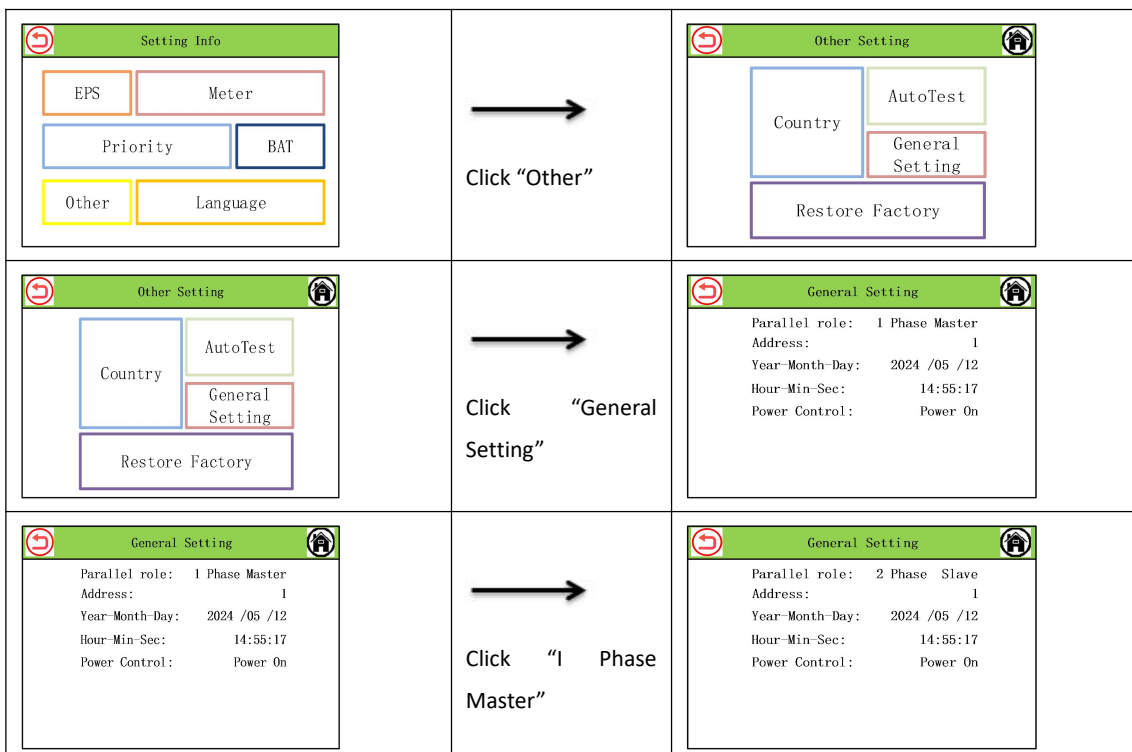 Setting Info
EPS
Meter
Priority
BAT
Other
Language
Click “Other”
Other Setting
Country
AutoTest
General
Setting
Restore Factory
Other Setting
Country
AutoTest
General
Setting
Restore Factory
Click “General
Setting”
General Setting
Parallel role: 1 Phase Master
Address: 1
Year-Month-Day: 2024 /05 /12
Hour-Min-Sec: 14:55:17
Power Control: Power On
General Setting
Parallel role: 1 Phase Master
Address: 1
Year-Month-Day: 2024 /05 /12
Hour-Min-Sec: 14:55:17
Power Control: Power On
Click “I Phase
Master”
General Setting
Parallel role: 2 Phase Slave
Address: 1
Year-Month-Day: 2024 /05 /12
Hour-Min-Sec: 14:55:17
Power Control: Power On